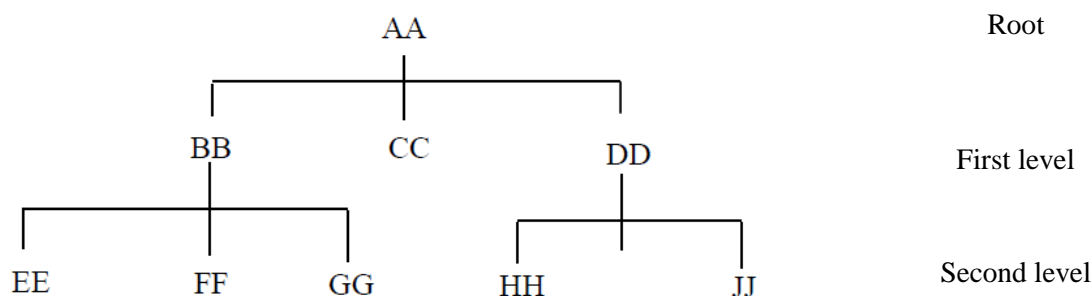 AA Root
BB CC DD First level
EE FF GG HH JJ Second level